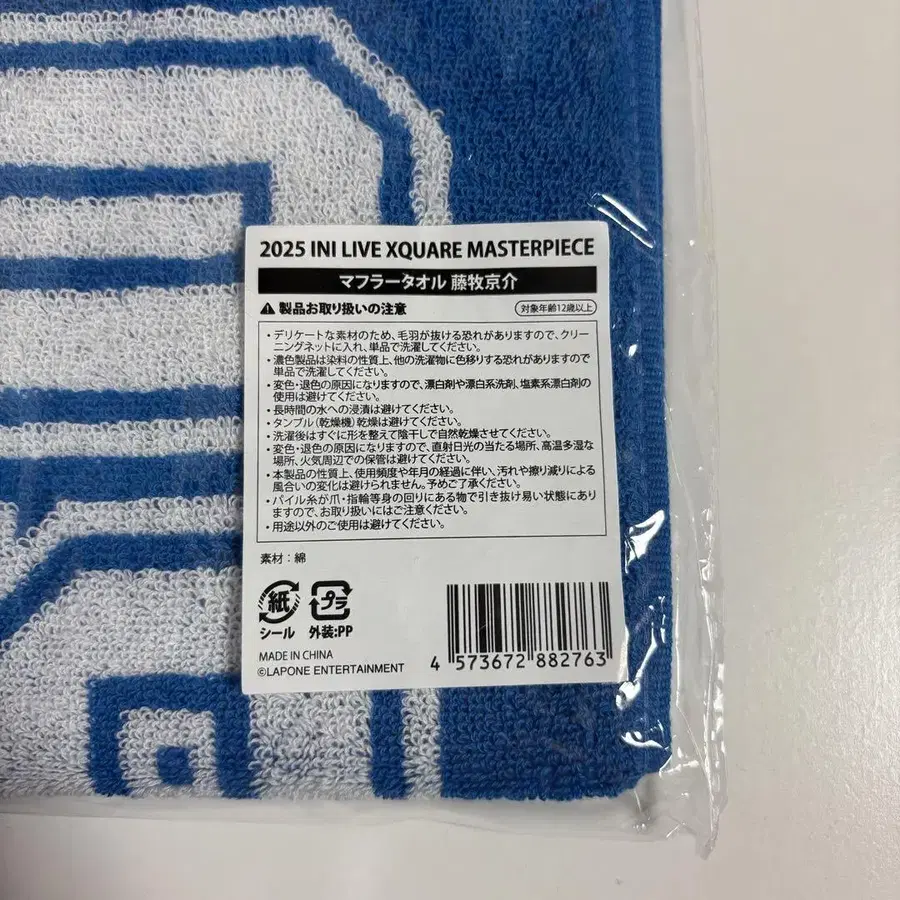 2025 INI LIVE XQUARE MASTERPIECE
マフラータオル 藤牧京介
製品お取り扱いの注意
対象年齢12歳以上
・デリケートな素材のため、毛羽が抜ける恐れがありますので、クリー
ニングネットに入れ、単品で洗濯してください。
・濃色製品は染料の性質上、他の洗濯物に色移りする恐れがありますので
単品で洗濯してください。
・変色・退色の原因になりますので、漂白剤や漂白系洗剤、塩素系漂白剤の
使用は避けてください。
・長時間の水への浸漬は避けてください。
・タンブル(乾燥機)乾燥は避けてください。
・洗濯後はすぐに形を整えて陰干しで自然乾燥させてください。
・変色・退色の原因になりますので、直射日光の当たる場所、高温多湿な
場所、火気周辺での保管は避けてください。
・本製品の性質上、使用頻度や年月の経過に伴い、汚れや擦り減りによる
風合いの変化は避けられません。予めご了承ください。
・パイル糸が爪・指輪等身の回りにある物で引き抜け易い状態にあり
ますので、お取り扱いにはご注意ください。
・用途以外のご使用は避けてください。
素材:綿
紙 プラ
シール 外装:PP
MADE IN CHINA
©LAPONE ENTERTAINMENT
4 573672 882763